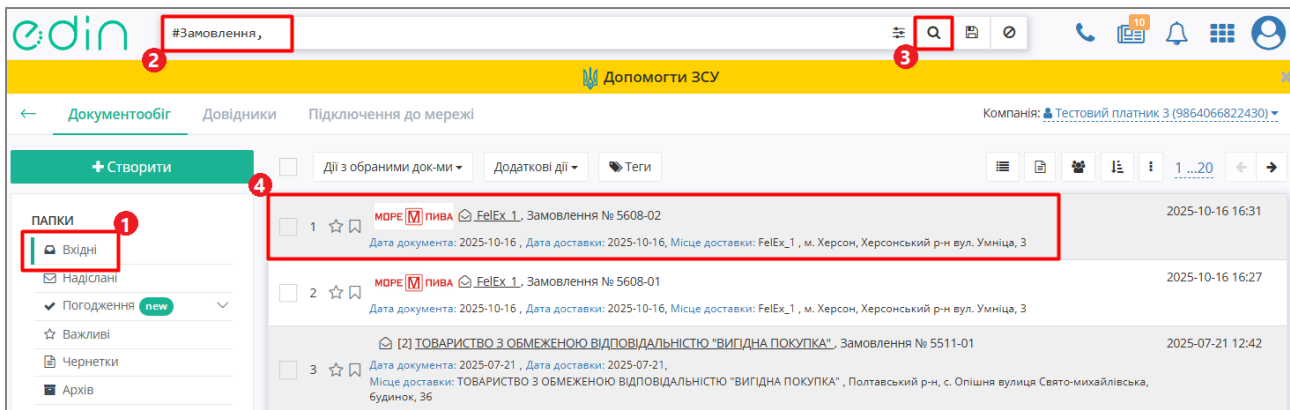 edin
#Замовлення,
2
3
10
Допомогти ЗСУ
Документообіг Довідники Підключення до мережі
Компанія: Тестовий платник 3 (9864066822430)
+ Створити
Дії з обраними док-ми Додаткові дії Теги
1 ...20
4
ПАПКИ
1
Вхідні
Надіслані
Погодження new
Важливі
Чернетки
Архів
1 МОРЕ М ПИВА FelEx_1 , Замовлення № 5608-02 2025-10-16 16:31
Дата документа: 2025-10-16 , Дата доставки: 2025-10-16, Місце доставки: FelEx_1 , м. Херсон, Херсонський р-н вул. Умніца, 3
2 МОРЕ М ПИВА FelEx_1 , Замовлення № 5608-01 2025-10-16 16:27
Дата документа: 2025-10-16 , Дата доставки: 2025-10-16, Місце доставки: FelEx_1 , м. Херсон, Херсонський р-н вул. Умніца, 3
[2] ТОВАРИСТВО З ОБМЕЖЕНОЮ ВІДПОВІДАЛЬНІСТЮ "ВИГІДНА ПОКУПКА" , Замовлення № 5511-01 2025-07-21 12:42
3 Дата документа: 2025-07-21 , Дата доставки: 2025-07-21,
Місце доставки: ТОВАРИСТВО З ОБМЕЖЕНОЮ ВІДПОВІДАЛЬНІСТЮ "ВИГІДНА ПОКУПКА" , Полтавський р-н, с. Опішня вулиця Свято-михайлівська,
будинок, 36